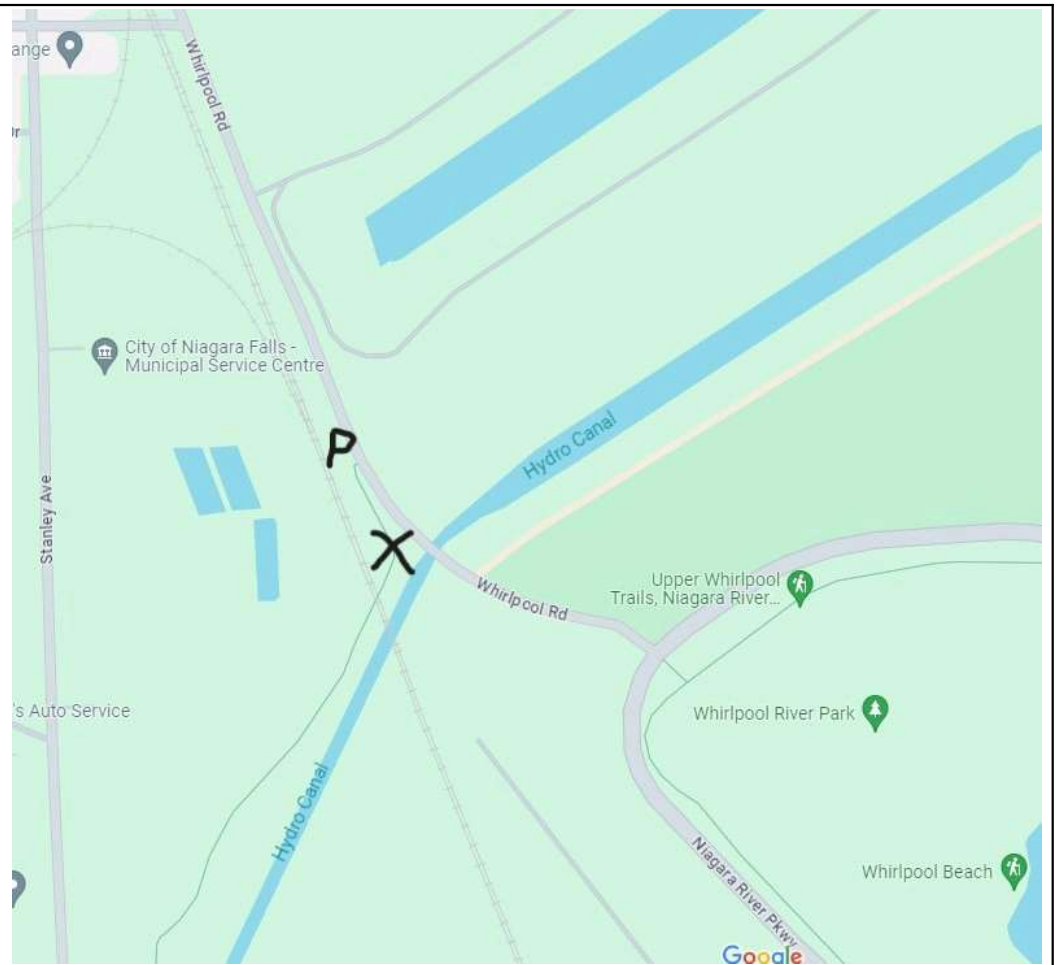 ange
Whirlpool Rd
City of Niagara Falls -
Municipal Service Centre
P
Hydro Canal
Stanley Ave
X
Whirlpool Rd
Upper Whirlpool
Trails, Niagara River...
's Auto Service
Whirlpool River Park
Hydro Canal
Niagara River Pkwy
Whirlpool Beach
Google